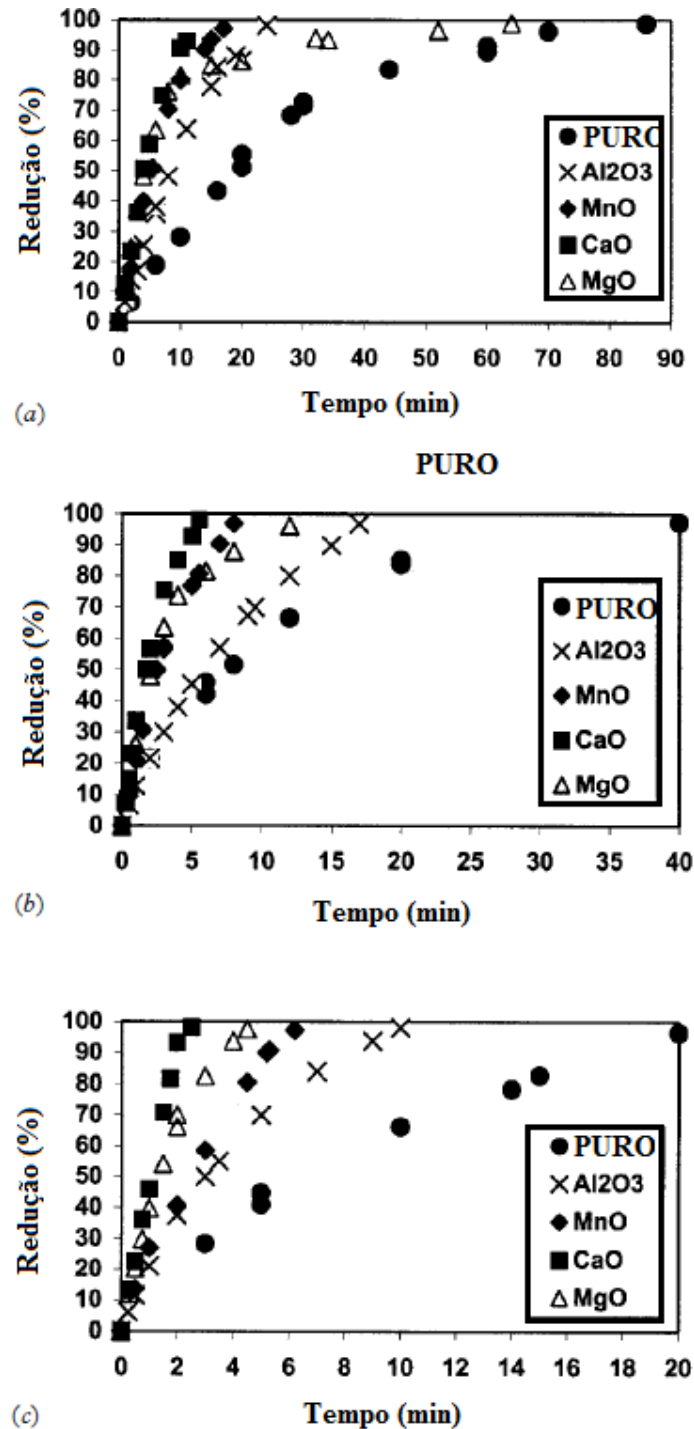 100
90
80
70
60
50
40
30
20
10
0
Redução (%)
PURO
Al2O3
MnO
CaO
MgO
0 10 20 30 40 50 60 70 80 90
Tempo (min)
(a)
PURO
100
90
80
70
60
50
40
30
20
10
0
Redução (%)
PURO
Al2O3
MnO
CaO
MgO
0 5 10 15 20 25 30 35 40
Tempo (min)
(b)
100
90
80
70
60
50
40
30
20
10
0
Redução (%)
PURO
Al2O3
MnO
CaO
MgO
0 2 4 6 8 10 12 14 16 18 20
Tempo (min)
(c)